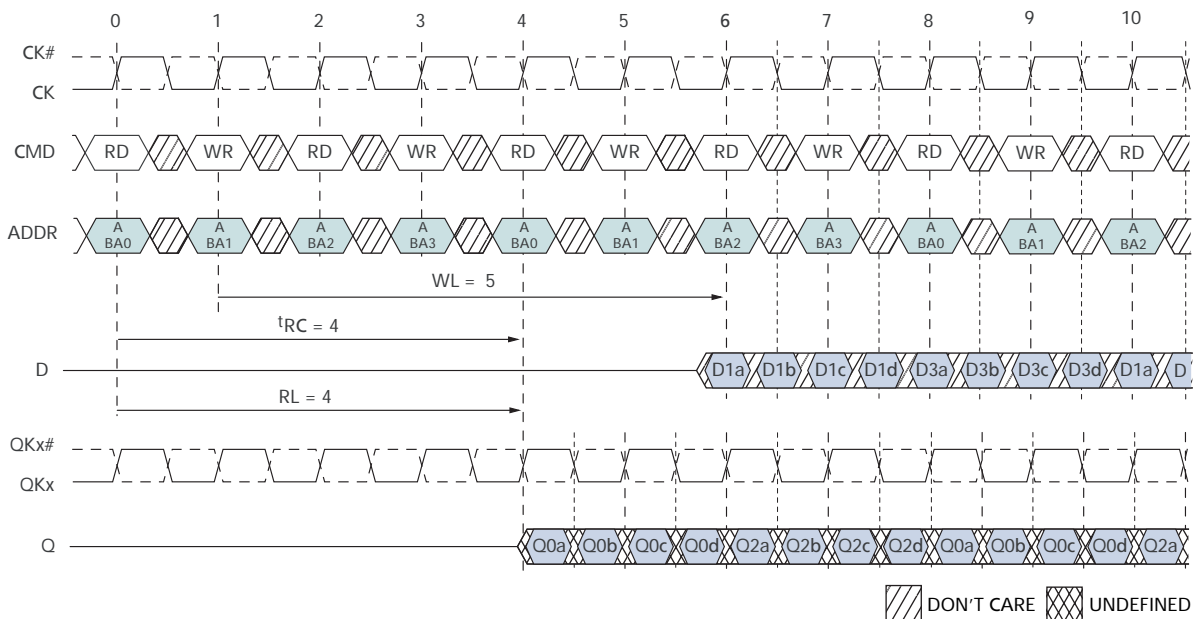 0 1 2 3 4 5 6 7 8 9 10
CK#
CK
CMD RD WR RD WR RD WR RD WR RD WR RD
ADDR A BA0 A BA1 A BA2 A BA3 A BA0 A BA1 A BA2 A BA3 A BA0 A BA1 A BA2
WL = 5
tRC = 4
D D1a D1b D1c D1d D3a D3b D3c D3d D1a D
RL = 4
QKx#
QKx
Q Q0a Q0b Q0c Q0d Q2a Q2b Q2c Q2d Q0a Q0b Q0c Q0d Q2a
DON'T CARE UNDEFINED